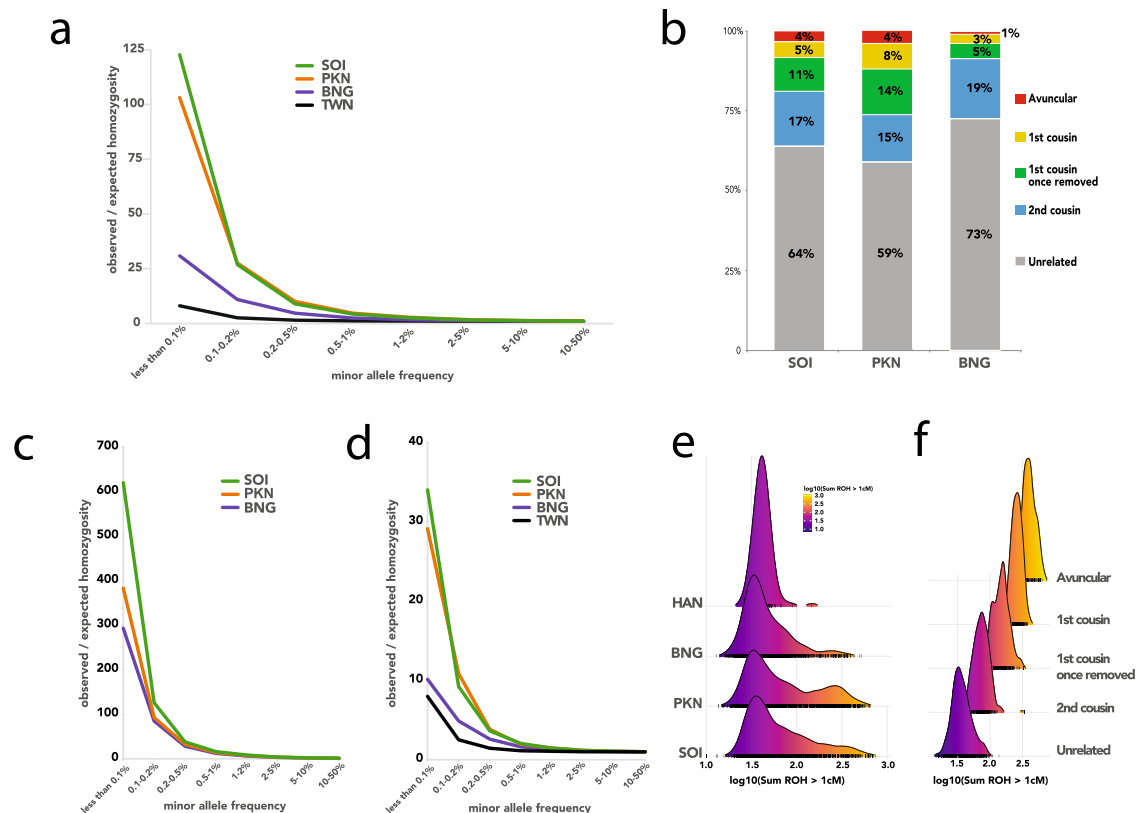 a
125
100
75
50
25
0
observed / expected homozygosity
SOI
PKN
BNG
TWN
less than 0.1%
0.1-0.2%
0.2-0.5%
0.5-1%
1-2%
2-5%
5-10%
10-50%
minor allele frequency
b
100%
75%
50%
25%
0
4%
5%
11%
17%
64%
4%
8%
14%
15%
59%
1%
3%
5%
19%
73%
SOI
PKN
BNG
Avuncular
1st cousin
1st cousin
once removed
2nd cousin
Unrelated
c
700
600
500
400
300
200
100
0
observed / expected homozygosity
SOI
PKN
BNG
less than 0.1%
0.1-0.2%
0.2-0.5%
0.5-1%
1-2%
2-5%
5-10%
10-50%
minor allele frequency
d
40
30
20
10
0
observed / expected homozygosity
SOI
PKN
BNG
TWN
less than 0.1%
0.1-0.2%
0.2-0.5%
0.5-1%
1-2%
2-5%
5-10%
10-50%
minor allele frequency
e
log10(Sum ROH > 1cM)
3.0
2.5
2.0
1.5
1.0
HAN
BNG
PKN
SOI
1.0
1.5
2.0
2.5
3.0
log10(Sum ROH > 1cM)
f
Avuncular
1st cousin
1st cousin
once removed
2nd cousin
Unrelated
1.5
2.0
2.5
log10(Sum ROH > 1cM)